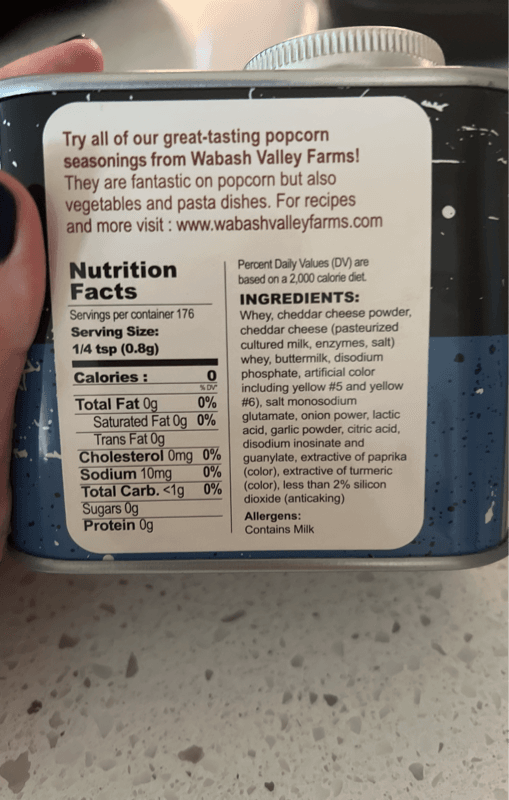 Try all of our great-tasting popcorn
seasonings from Wabash Valley Farms!
They are fantastic on popcorn but also
vegetables and pasta dishes. For recipes
and more visit : www.wabashvalleyfarms.com
Nutrition
Facts
Servings per container 176
Serving Size:
1/4 tsp (0.8g)
Calories : 0
% DV*
Total Fat 0g 0%
Saturated Fat 0g 0%
Trans Fat 0g
Cholesterol 0mg 0%
Sodium 10mg 0%
Total Carb. <1g 0%
Sugars 0g
Protein 0g
Percent Daily Values (DV) are
based on a 2,000 calorie diet.
INGREDIENTS:
Whey, cheddar cheese powder,
cheddar cheese (pasteurized
cultured milk, enzymes, salt)
whey, buttermilk, disodium
phosphate, artificial color
including yellow #5 and yellow
#6), salt monosodium
glutamate, onion power, lactic
acid, garlic powder, citric acid,
disodium inosinate and
guanylate, extractive of paprika
(color), extractive of turmeric
(color), less than 2% silicon
dioxide (anticaking)
Allergens:
Contains Milk